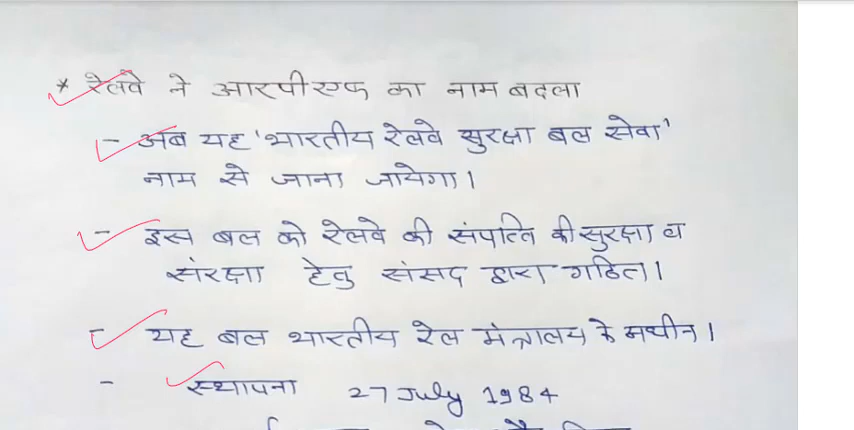 * रेलवे ने आरपीएफ का नाम बदला
- अब यह 'भारतीय रेलवे सुरक्षा बल सेवा'
नाम से जाना जायेगा।
- इस बल को रेलवे की संपत्ति की सुरक्षा व
संरक्षा हेतु संसद द्वारा गठित।
- यह बल भारतीय रेल मंत्रालय के अधीन।
- स्थापना 27 July 1984